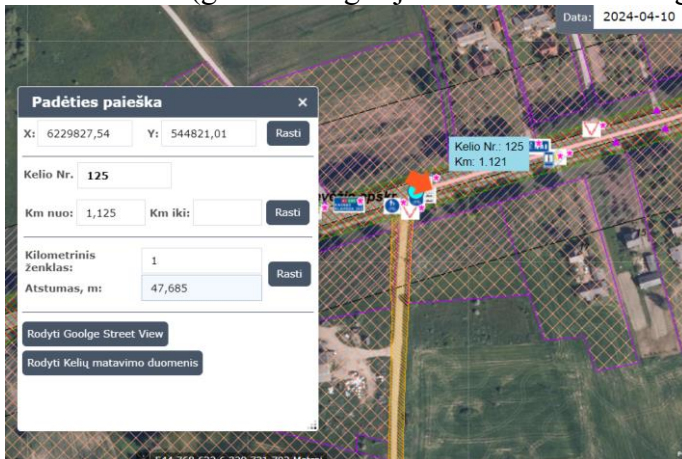 Data: 2024-04-10
Padėties paieška ×
X: 6229827,54 Y: 544821,01 Rasti
Kelio Nr. 125
Km nuo: 1,125 Km iki: Rasti
Kilometrinis
ženklas: 1
Rasti
Atstumas, m: 47,685
Rodyti Goolge Street View
Rodyti Kelių matavimo duomenis
Kelio Nr.: 125
Km: 1.121
apskr.